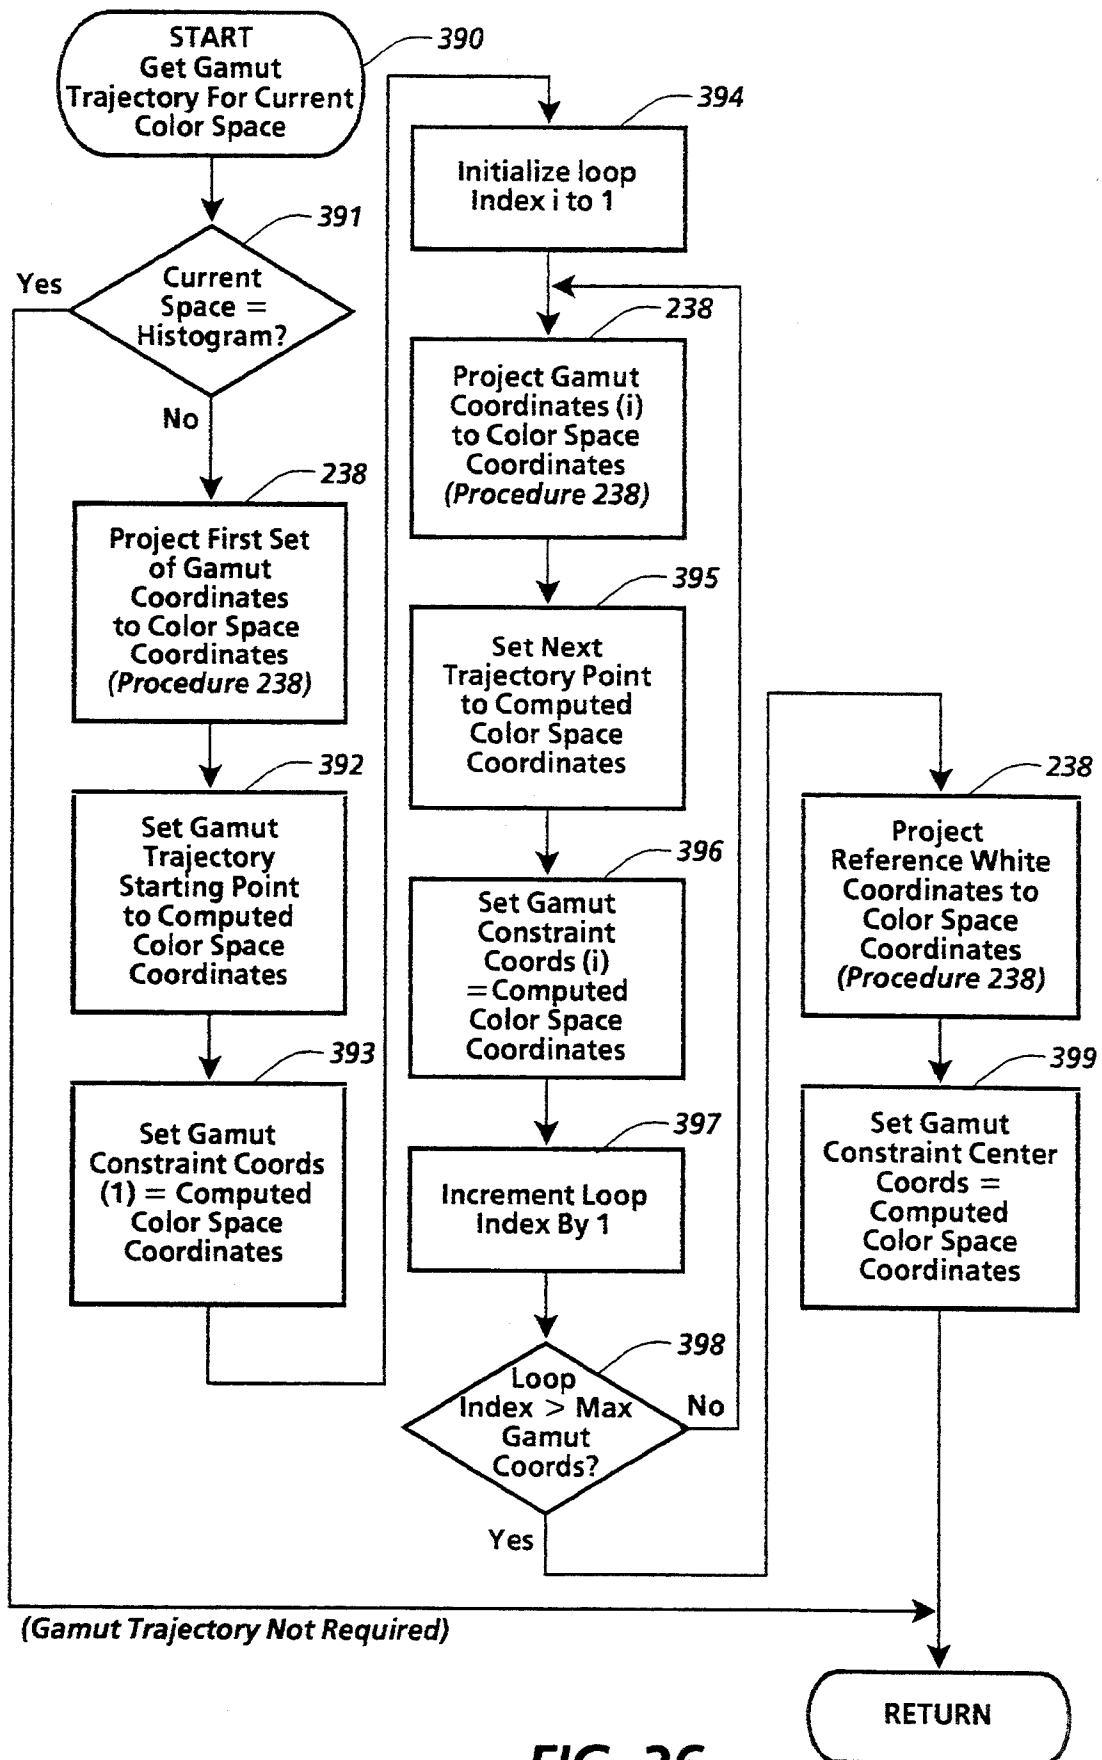 START
Get Gamut
Trajectory For Current
Color Space
390
391
Yes
Current
Space =
Histogram?
No
238
Project First Set
of Gamut
Coordinates
to Color Space
Coordinates
(Procedure 238)
392
Set Gamut
Trajectory
Starting Point
to Computed
Color Space
Coordinates
393
Set Gamut
Constraint Coords
(1) = Computed
Color Space
Coordinates
394
Initialize loop
Index i to 1
238
Project Gamut
Coordinates (i)
to Color Space
Coordinates
(Procedure 238)
395
Set Next
Trajectory Point
to Computed
Color Space
Coordinates
396
Set Gamut
Constraint
Coords (i)
=Computed
Color Space
Coordinates
397
Increment Loop
Index By 1
398
Loop
Index > Max
Gamut
Coords?
No
Yes
238
Project
Reference White
Coordinates to
Color Space
Coordinates
(Procedure 238)
399
Set Gamut
Constraint Center
Coords =
Computed
Color Space
Coordinates
(Gamut Trajectory Not Required)
RETURN